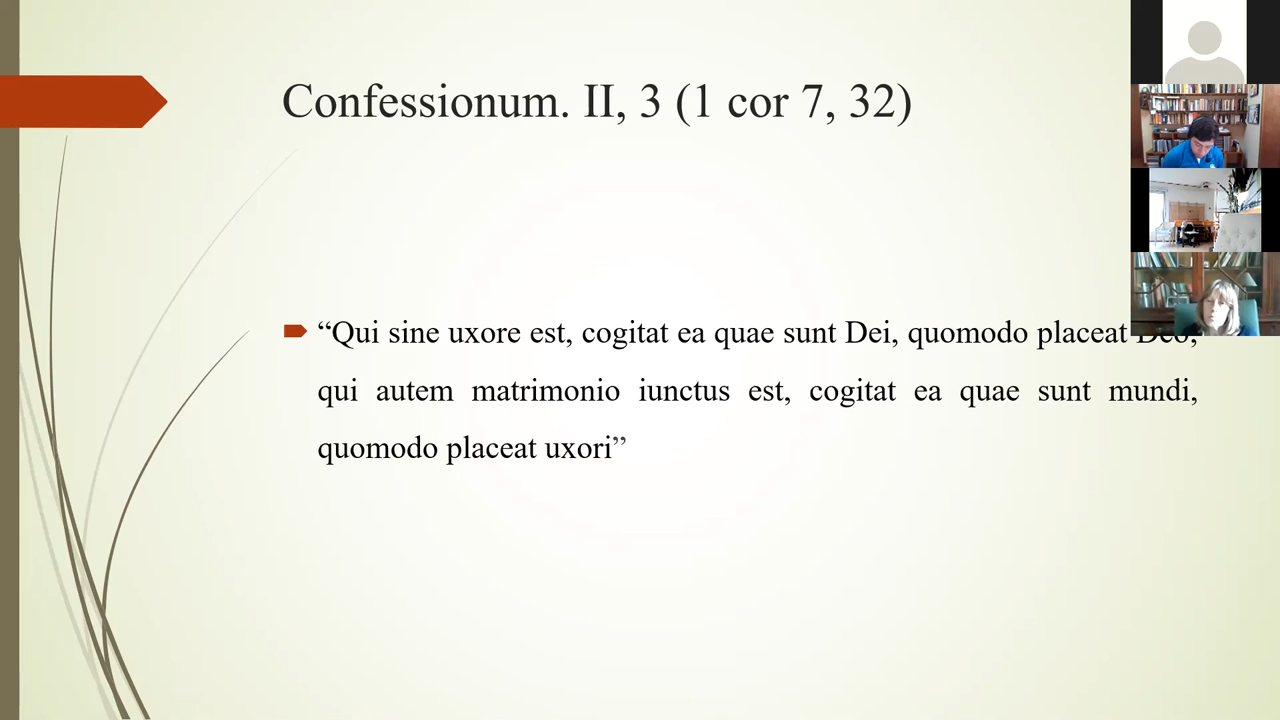 Confessionum. II, 3 (1 cor 7, 32)
“Qui sine uxore est, cogitat ea quae sunt Dei, quomodo placeat Deo,
qui autem matrimonio iunctus est, cogitat ea quae sunt mundi,
quomodo placeat uxori”